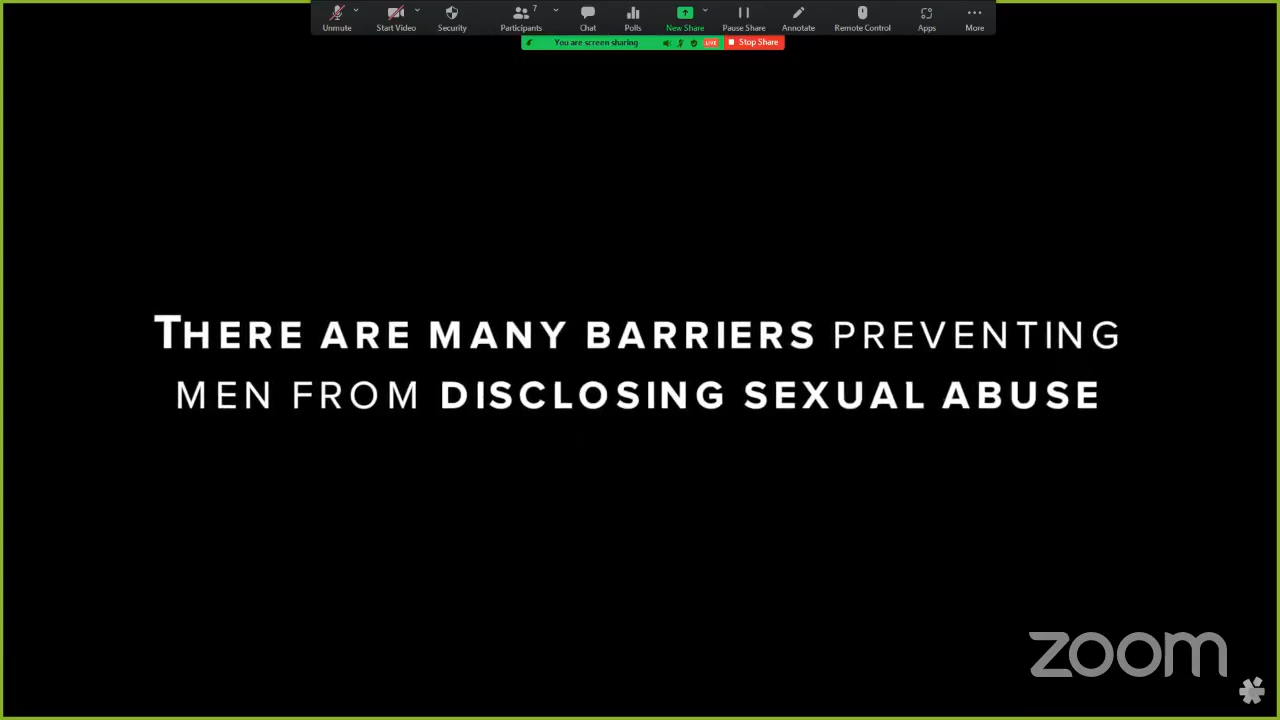 Unmute
Start Video
Security
Participants
7
Chat
Polls
New Share
Pause Share
Annotate
Remote Control
Apps
More
You are screen sharing
LIVE
Stop Share
THERE ARE MANY BARRIERS PREVENTING
MEN FROM DISCLOSING SEXUAL ABUSE
zoom